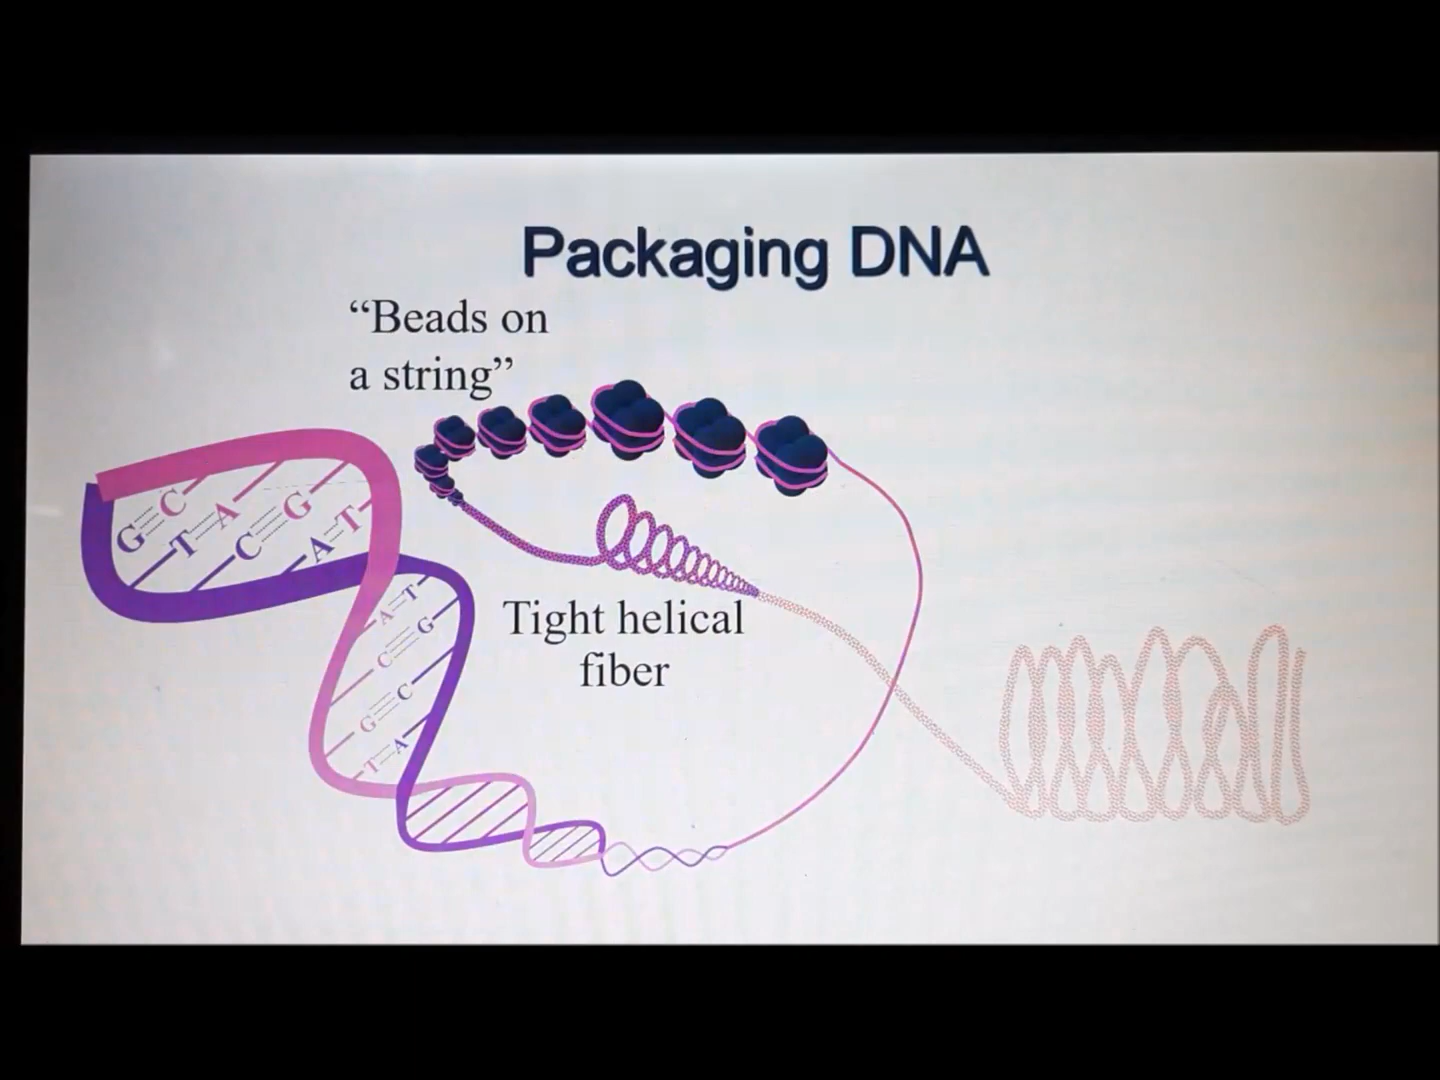 Packaging DNA
“Beads on
a string”
Tight helical
fiber
G C
T A
C G
A T
A T
C G
G C
T A